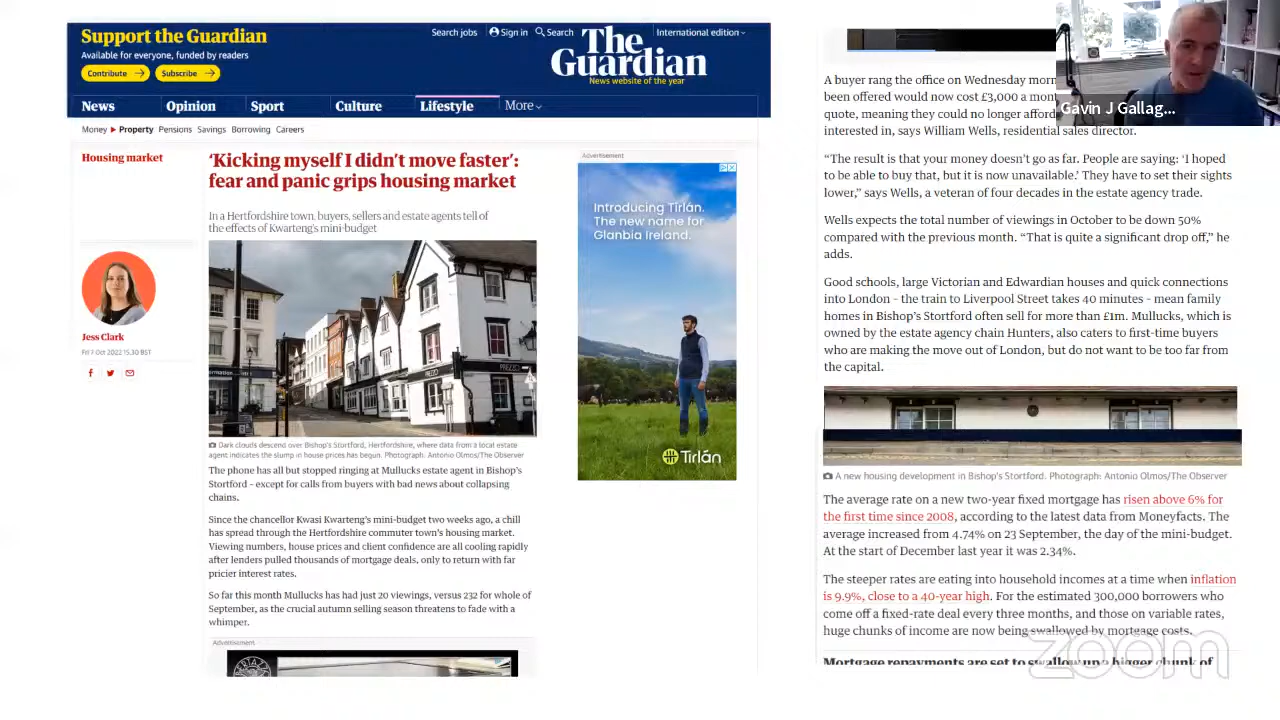 Support the Guardian
Available for everyone, funded by readers
Contribute →
Subscribe →
Search jobs
Sign in
Search
International edition
The
Guardian
News website of the year
News
Opinion
Sport
Culture
Lifestyle
More
Money
Property
Pensions
Savings
Borrowing
Careers
Housing market
'Kicking myself I didn't move faster':
fear and panic grips housing market
In a Hertfordshire town, buyers, sellers and estate agents tell of
the effects of Kwarteng's mini-budget
Jess Clark
Fri 7 Oct 2022 15.30 BST
PREZZO
PREZZO
Dark clouds descend over Bishop's Stortford, Hertfordshire, where data from a local estate
agent indicates the slump in house prices has begun. Photograph: Antonio Olmos/The Observer
The phone has all but stopped ringing at Mullucks estate agent in Bishop's
Stortford – except for calls from buyers with bad news about collapsing
chains.
Since the chancellor Kwasi Kwarteng's mini-budget two weeks ago, a chill
has spread through the Hertfordshire commuter town's housing market.
Viewing numbers, house prices and client confidence are all cooling rapidly
after lenders pulled thousands of mortgage deals, only to return with far
pricier interest rates.
So far this month Mullucks has had just 20 viewings, versus 232 for whole of
September, as the crucial autumn selling season threatens to fade with a
whimper.
Advertisement
Advertisement
Introducing Tirlán.
The new name for
Glanbia Ireland.
Tirlán
A buyer rang the office on Wednesday morn
been offered would now cost £3,000 a mont
quote, meaning they could no longer afford
interested in, says William Wells, residential sales director.
"The result is that your money doesn't go as far. People are saying: 'I hoped
to be able to buy that, but it is now unavailable.' They have to set their sights
lower," says Wells, a veteran of four decades in the estate agency trade.
Wells expects the total number of viewings in October to be down 50%
compared with the previous month. "That is quite a significant drop off," he
adds.
Good schools, large Victorian and Edwardian houses and quick connections
into London – the train to Liverpool Street takes 40 minutes – mean family
homes in Bishop's Stortford often sell for more than £1m. Mullucks, which is
owned by the estate agency chain Hunters, also caters to first-time buyers
who are making the move out of London, but do not want to be too far from
the capital.
A new housing development in Bishop's Stortford. Photograph: Antonio Olmos/The Observer
The average rate on a new two-year fixed mortgage has risen above 6% for
the first time since 2008, according to the latest data from Moneyfacts. The
average increased from 4.74% on 23 September, the day of the mini-budget.
At the start of December last year it was 2.34%.
The steeper rates are eating into household incomes at a time when inflation
is 9.9%, close to a 40-year high. For the estimated 300,000 borrowers who
come off a fixed-rate deal every three months, and those on variable rates,
huge chunks of income are now being swallowed by mortgage costs.
Mortgage repayments are set to swallow up a bigger chunk of
Gavin J Gallag...
zoom